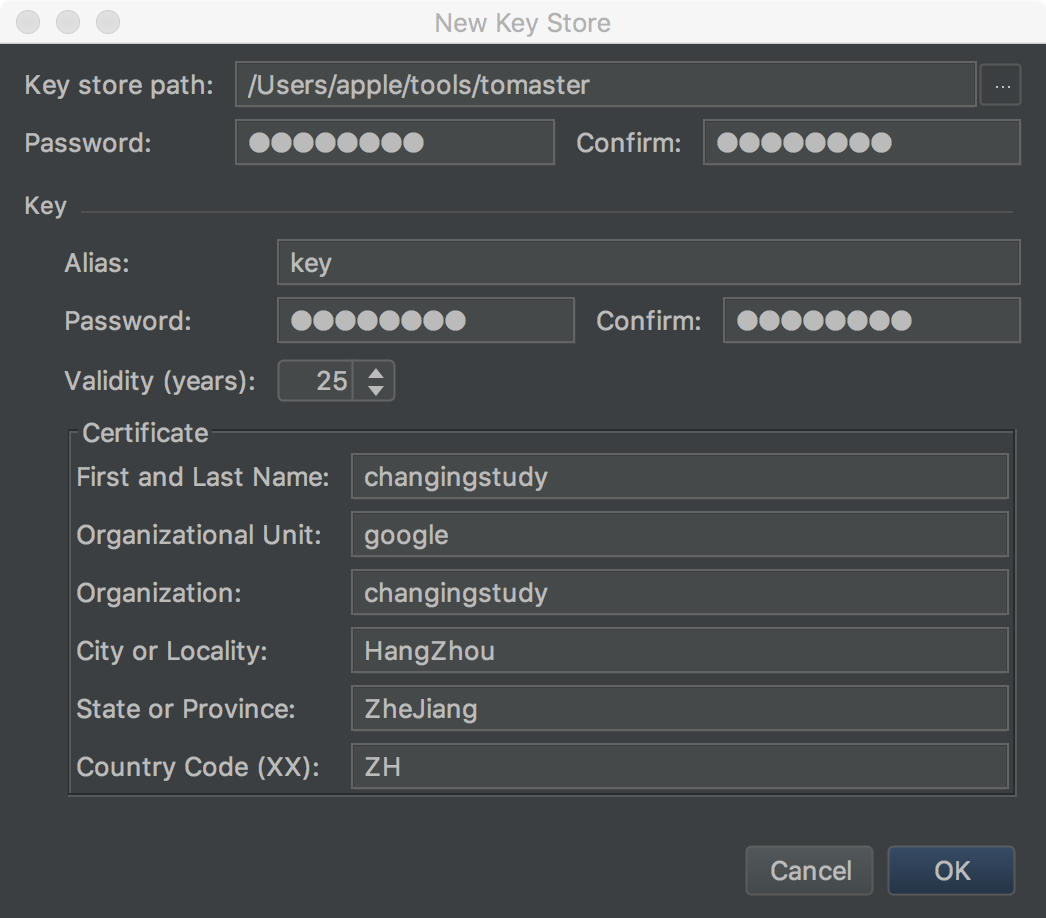 New Key Store
Key store path: /Users/apple/tools/tomaster ...
Password: ●●●●●●●● Confirm: ●●●●●●●●
Key
Alias: key
Password: ●●●●●●●● Confirm: ●●●●●●●●
Validity (years): 25
Certificate
First and Last Name: changingstudy
Organizational Unit: google
Organization: changingstudy
City or Locality: HangZhou
State or Province: ZheJiang
Country Code (XX): ZH
Cancel OK